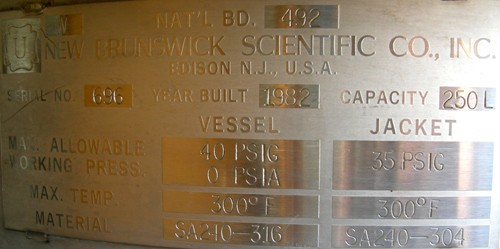 W NAT'L BD. 492
U
NEW BRUNSWICK SCIENTIFIC CO., INC.
EDISON N.J., U.S.A.
SERIAL NO. 696 YEAR BUILT 1982 CAPACITY 250 L
VESSEL JACKET
MAX. ALLOWABLE WORKING PRESS. 40 PSIG 0 PSIA 35 PSIG
MAX. TEMP 300°F 300°F
MATERIAL SA240-316 SA240-304